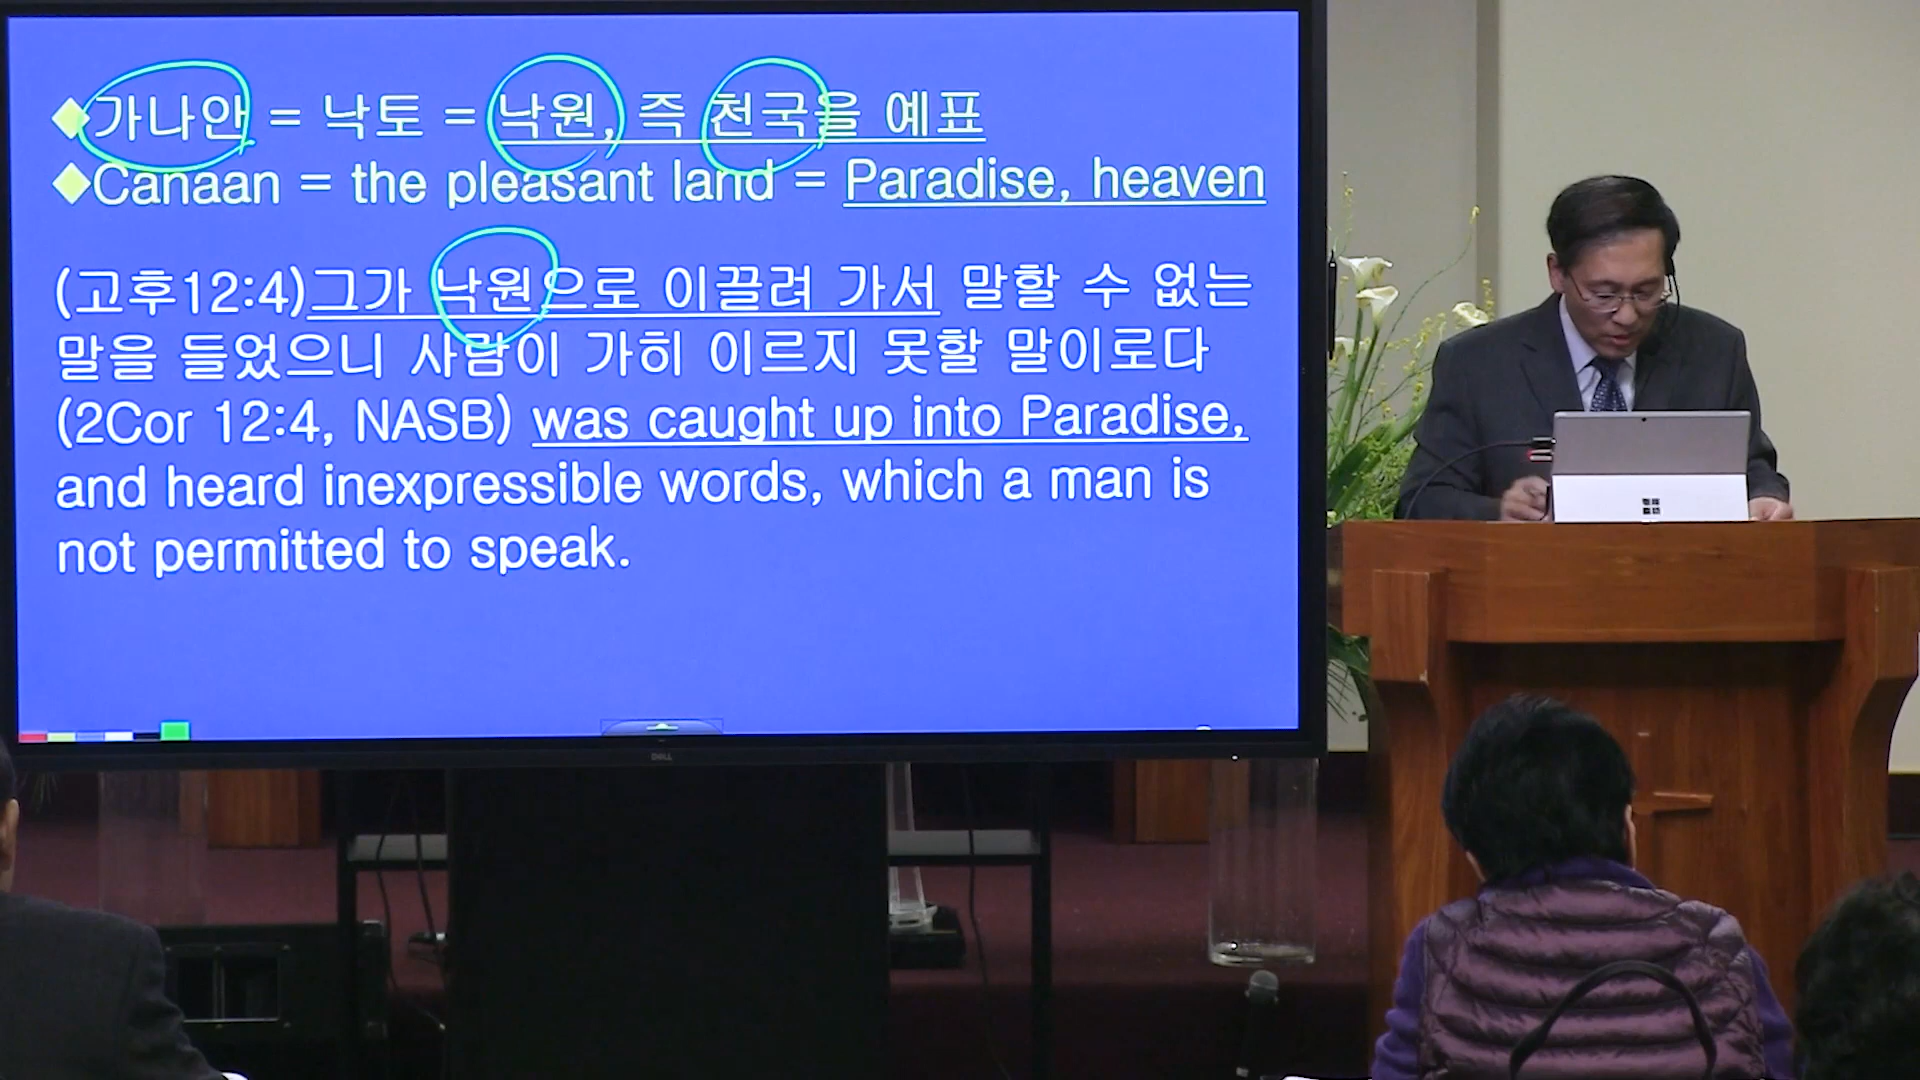 ◆가나안 = 낙토 = 낙원, 즉 천국을 예표
◆Canaan = the pleasant land = Paradise, heaven
(고후12:4)그가 낙원으로 이끌려 가서 말할 수 없는
말을 들었으니 사람이 가히 이르지 못할 말이로다
(2Cor 12:4, NASB) was caught up into Paradise,
and heard inexpressible words, which a man is
not permitted to speak.
DELL